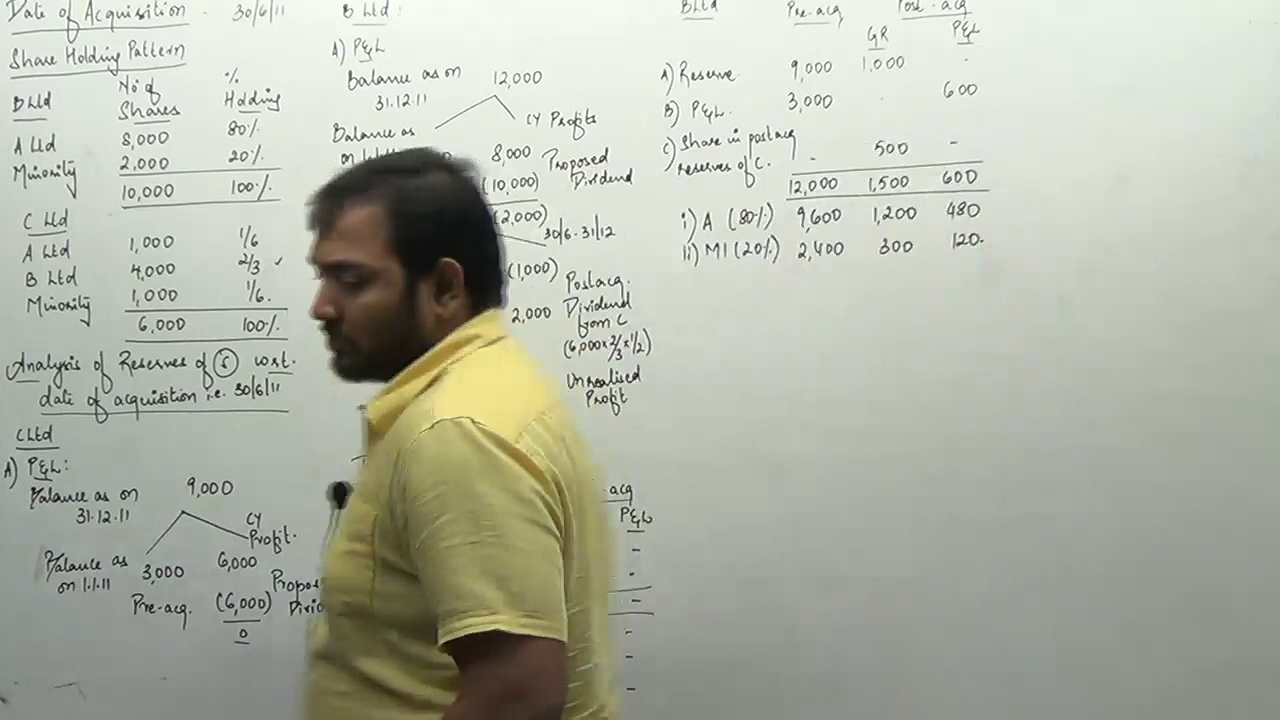 Date of Acquisition - 30/6/11
Share Holding Pattern
No. of Shares
% Holding
B Ltd
A Ltd 8,000 80%
Minority 2,000 20%
10,000 100%
C Ltd
A Ltd 1,000 1/6
B Ltd 4,000 2/3
Minority 1,000 1/6
6,000 100%
Analysis of Reserves of S w.r.t.
date of acquisition i.e. 30/6/11
C Ltd
A) P&L:
Balance as on 9,000
31.12.11
CY Profit.
Balance as on 1.1.11 3,000 6,000
Pre-acq. (6,000)
0
B Ltd:
A) P&L
Balance as on 12,000
31.12.11
CY Profits
Balance as
8,000
(10,000) Proposed Dividend
(2,000)
30/6-31/12
(1,000)
2,000 Postacq. Dividend from C
(6,000×2/3×1/2)
Unrealised Profit
-acq
P&L
-
-
-
-
-
-
B Ltd Pre-acq Post-acq
GR P&L
A) Reserve 9,000 1,000 -
B) P&L. 3,000 - 600
C) Share in postacq
reserves of C. - 500 -
12,000 1,500 600
i) A (80%) 9,600 1,200 480
ii) MI (20%) 2,400 300 120.